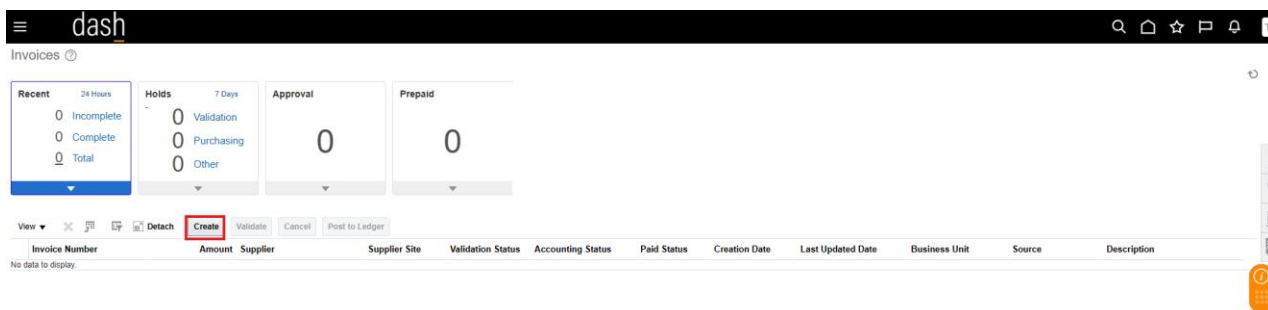 dash
Invoices
Recent 24 Hours
0 Incomplete
0 Complete
0 Total
Holds 7 Days
0 Validation
0 Purchasing
0 Other
Approval
0
Prepaid
0
View Detach Create Validate Cancel Post to Ledger
Invoice Number Amount Supplier Supplier Site Validation Status Accounting Status Paid Status Creation Date Last Updated Date Business Unit Source Description
No data to display.